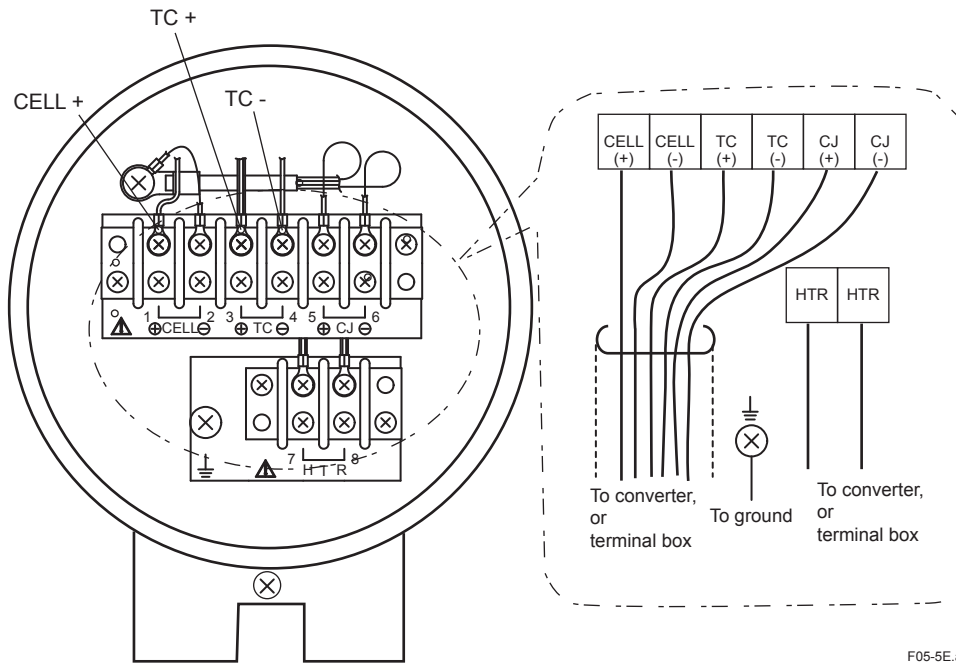 TC +
CELL +
TC -
1 ⊕ CELL ⊖ 2 3 ⊕ TC ⊖ 4 5 ⊕ CJ ⊖ 6
7 HTR 8
CELL (+)
CELL (-)
TC (+)
TC (-)
CJ (+)
CJ (-)
HTR HTR
To converter,
or
terminal box
To ground
To converter,
or
terminal box